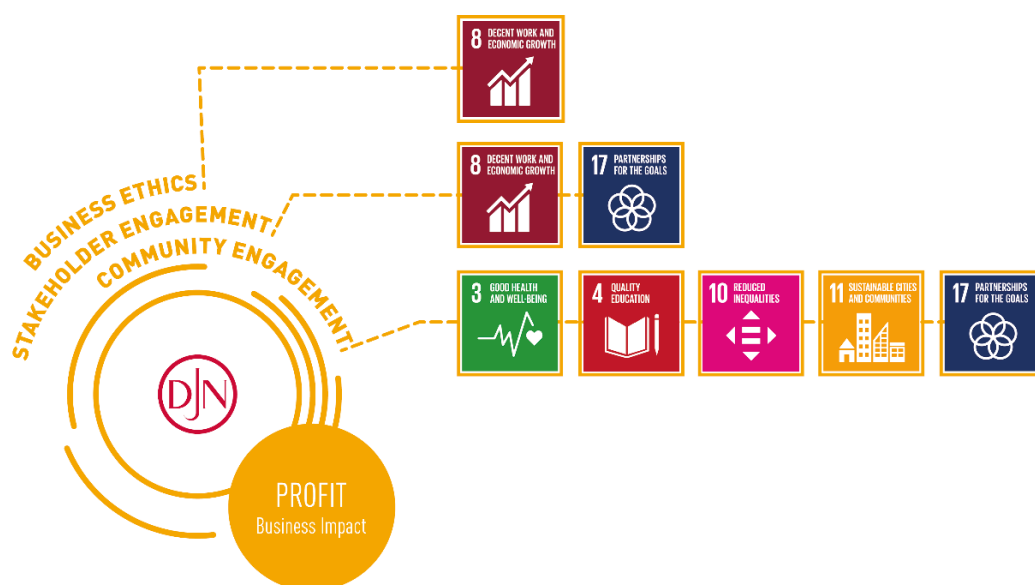 8 DECENT WORK AND
ECONOMIC GROWTH
BUSINESS ETHICS
8 DECENT WORK AND
ECONOMIC GROWTH
17 PARTNERSHIPS
FOR THE GOALS
STAKEHOLDER ENGAGEMENT
3 GOOD HEALTH
AND WELL-BEING
4 QUALITY
EDUCATION
10 REDUCED
INEQUALITIES
11 SUSTAINABLE CITIES
AND COMMUNITIES
17 PARTNERSHIPS
FOR THE GOALS
COMMUNITY ENGAGEMENT
DJN
PROFIT
Business Impact